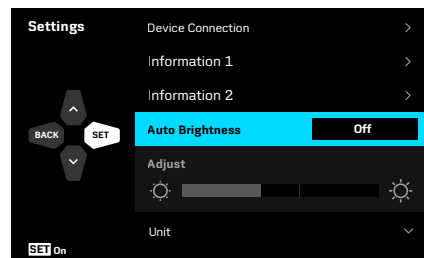 Settings
Device Connection
Information 1
Information 2
BACK
SET
Auto Brightness
Off
Adjust
Unit
SET On